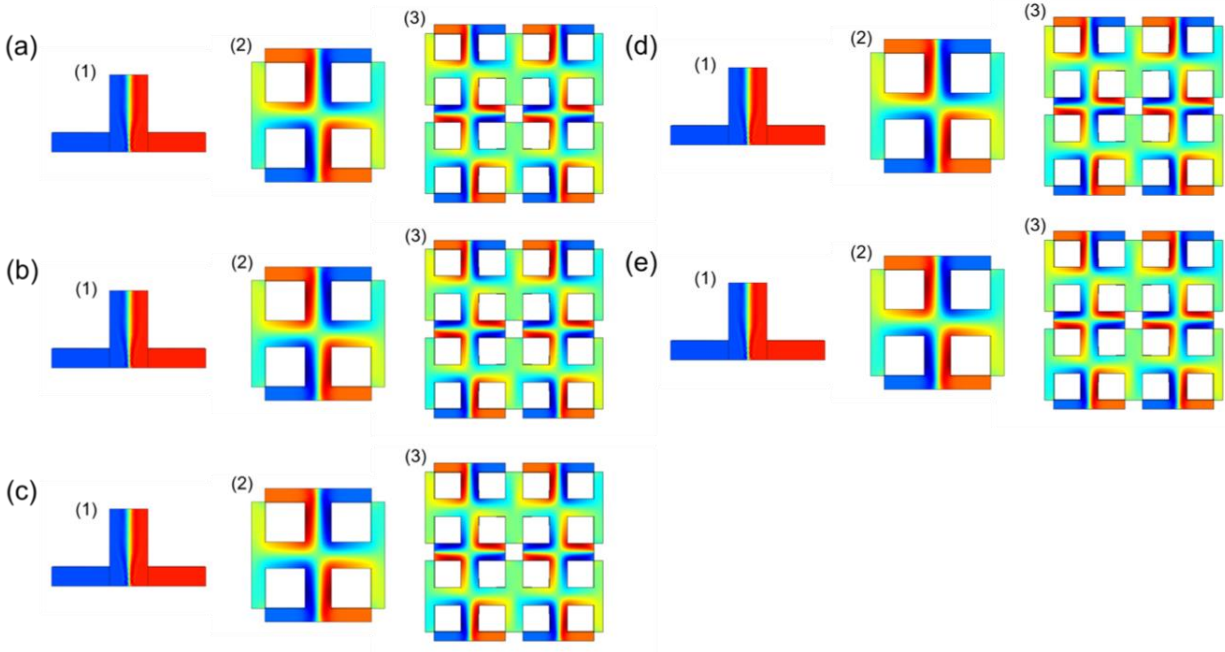 (a) (1) (2) (3)
(d) (1) (2) (3)
(b) (1) (2) (3)
(e) (1) (2) (3)
(c) (1) (2) (3)